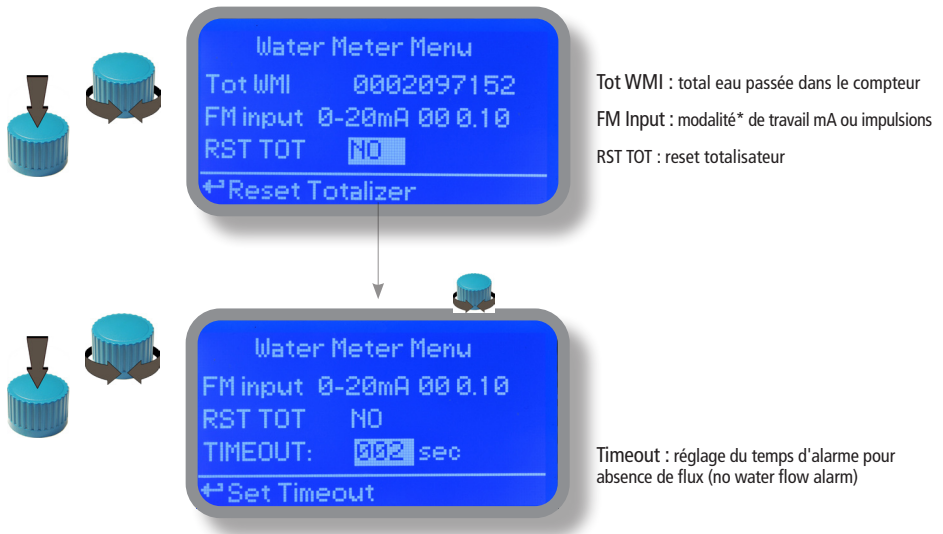 Water Meter Menu
Tot WMI 0002097152
FM input 0-20mA 00 0.10
RST TOT NO
↵Reset Totalizer
Tot WMI : total eau passée dans le compteur
FM Input : modalité* de travail mA ou impulsions
RST TOT : reset totalisateur
Water Meter Menu
FM input 0-20mA 00 0.10
RST TOT NO
TIMEOUT: 002 sec
↵Set Timeout
Timeout : réglage du temps d'alarme pour
absence de flux (no water flow alarm)